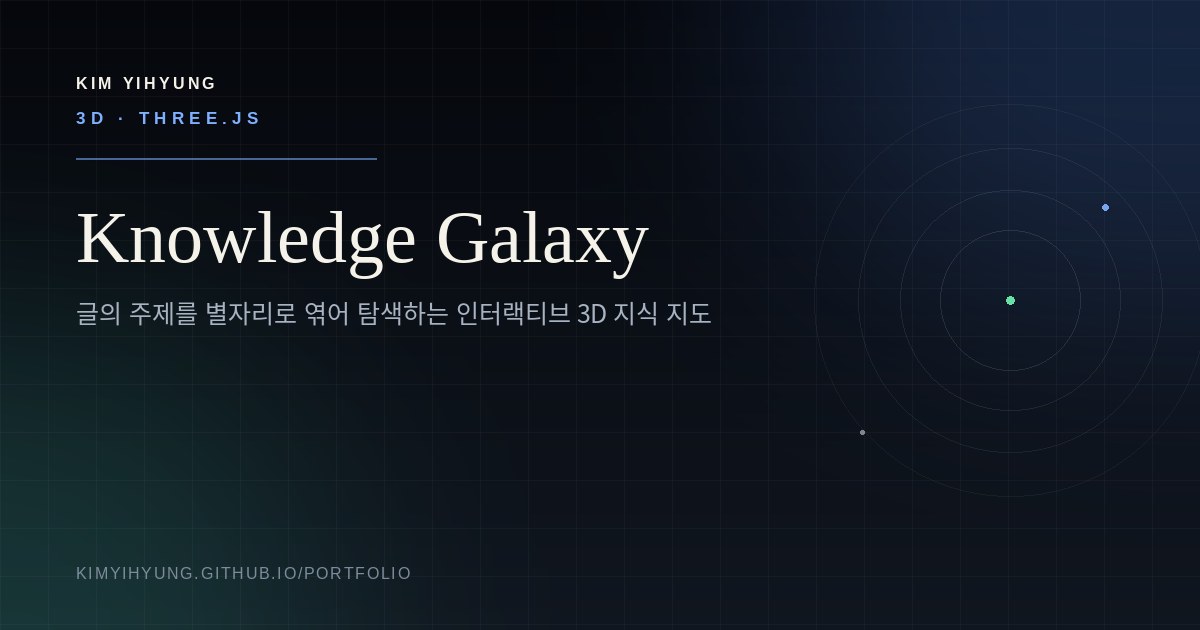 KIM YIHYUNG
3D · THREE.JS
Knowledge Galaxy
글의 주제를 별자리로 엮어 탐색하는 인터랙티브 3D 지식 지도
KIMYIHYUNG.GITHUB.IO/PORTFOLIO